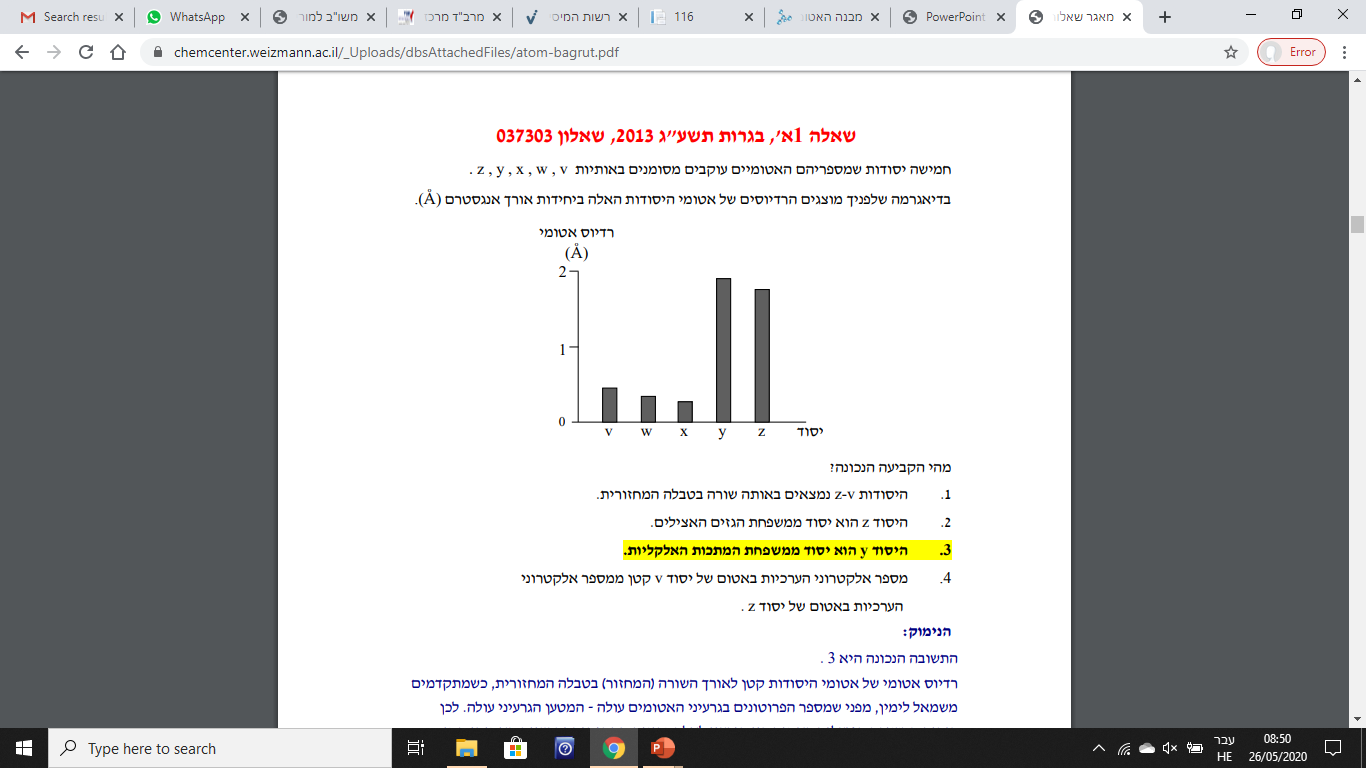 Search resu
WhatsApp
משו"ב למור
מרב"ד מרכז
רשות המיס
116
מבנה האטונ
PowerPoint
מאגר שאלוו
chemcenter.weizmann.ac.il/_Uploads/dbsAttachedFiles/atom-bagrut.pdf
Error
שאלה 1א', בגרות תשע"ג 2013, שאלון 037303
חמישה יסודות שמספריהם האטומיים עוקבים מסומנים באותיות z , y , x , w , v .
בדיאגרמה שלפניך מוצגים הרדיוסים של אטומי היסודות האלה ביחידות אורך אנגסטרם (Å).
רדיוס אטומי
(Å)
2
1
0
v w x y z יסוד
מהי הקביעה הנכונה?
1. היסודות z-v נמצאים באותה שורה בטבלה המחזורית.
2. היסוד z הוא יסוד ממשפחת הגזים האצילים.
3. היסוד y הוא יסוד ממשפחת המתכות האלקליות.
4. מספר אלקטרוני הערכיות באטום של יסוד v קטן ממספר אלקטרוני
הערכיות באטום של יסוד z .
הנימוק:
התשובה הנכונה היא 3 .
רדיוס אטומי של אטומי היסודות קטן לאורך השורה (המחזור) בטבלה המחזורית, כשמתקדמים
משמאל לימין, מפני שמספר הפרוטונים בגרעיני האטומים עולה - המטען הגרעיני עולה. לכן
Type here to search
עבר
HE
08:50
26/05/2020